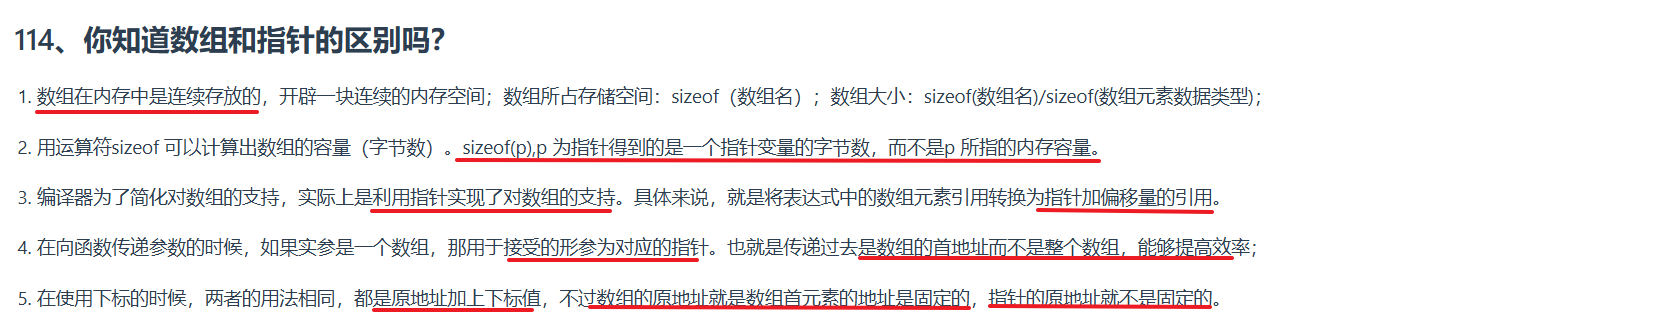 114、你知道数组和指针的区别吗？
1. 数组在内存中是连续存放的，开辟一块连续的内存空间；数组所占存储空间：sizeof（数组名）；数组大小：sizeof(数组名)/sizeof(数组元素数据类型)；
2. 用运算符sizeof 可以计算出数组的容量（字节数）。sizeof(p),p 为指针得到的是一个指针变量的字节数，而不是p 所指的内存容量。
3. 编译器为了简化对数组的支持，实际上是利用指针实现了对数组的支持。具体来说，就是将表达式中的数组元素引用转换为指针加偏移量的引用。
4. 在向函数传递参数的时候，如果实参是一个数组，那用于接受的形参为对应的指针。也就是传递过去是数组的首地址而不是整个数组，能够提高效率；
5. 在使用下标的时候，两者的用法相同，都是原地址加上下标值，不过数组的原地址就是数组首元素的地址是固定的，指针的原地址就不是固定的。